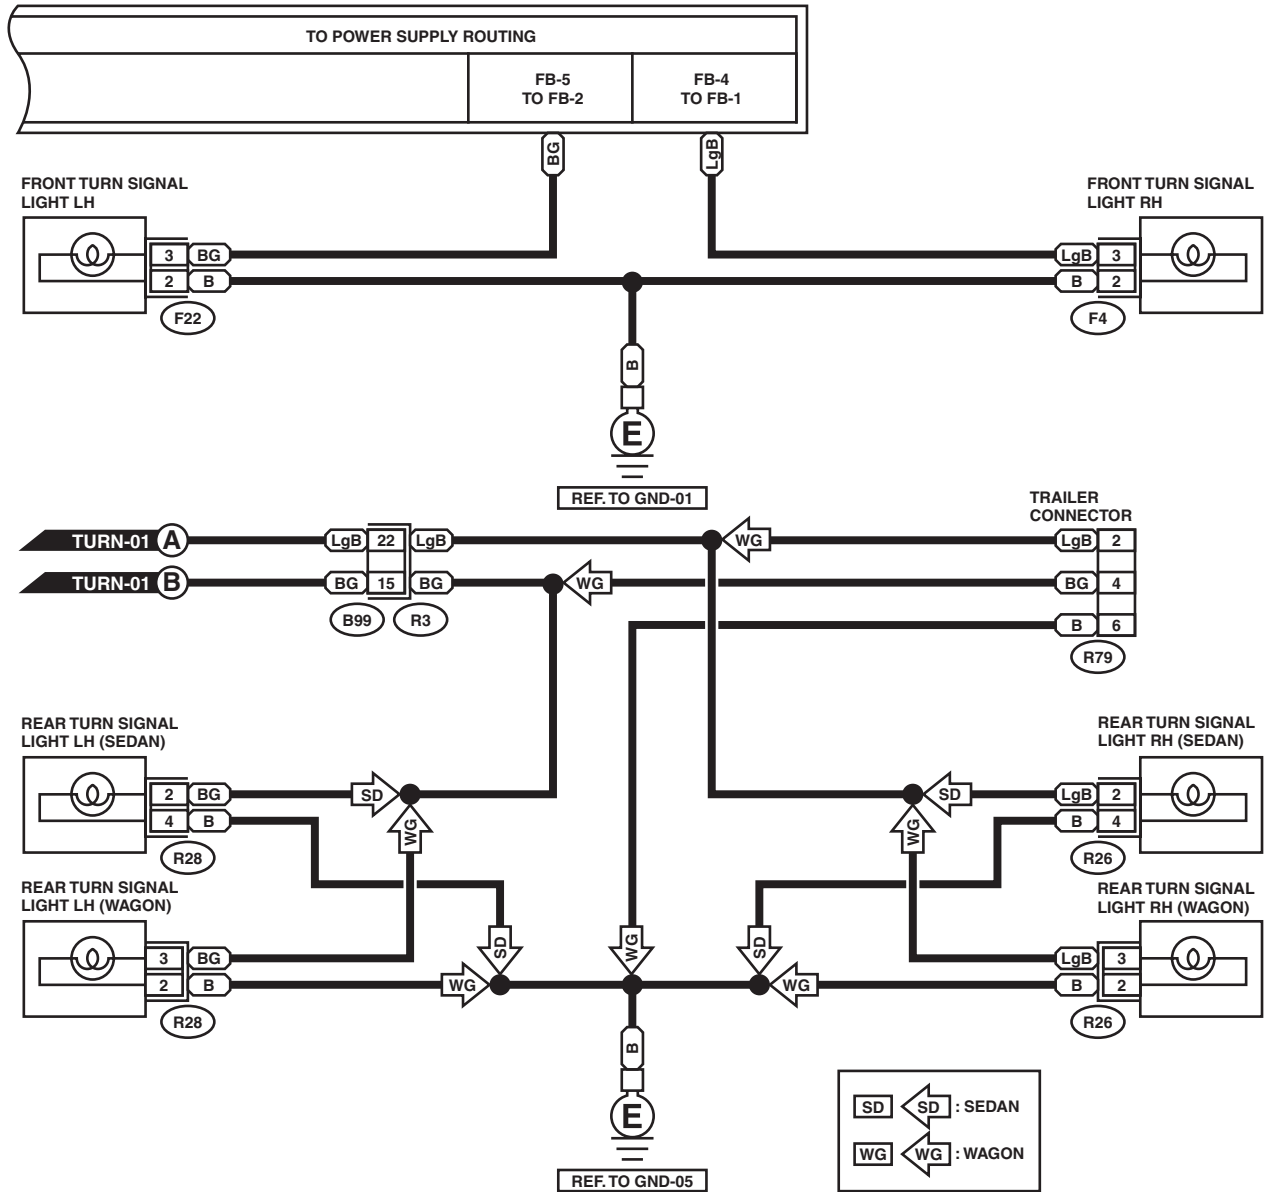 TO POWER SUPPLY ROUTING
FB-5
TO FB-2
FB-4
TO FB-1
BG
LgB
FRONT TURN SIGNAL
LIGHT LH
3 BG
2 B
F22
FRONT TURN SIGNAL
LIGHT RH
LgB 3
B 2
F4
B
E
REF. TO GND-01
TRAILER
CONNECTOR
TURN-01 A LgB 22 LgB WG LgB 2
TURN-01 B BG 15 BG WG BG 4
B 6
B99 R3
R79
REAR TURN SIGNAL
LIGHT LH (SEDAN)
2 BG SD
4 B WG
R28
REAR TURN SIGNAL
LIGHT RH (SEDAN)
SD LgB 2
WG B 4
R26
REAR TURN SIGNAL
LIGHT LH (WAGON)
3 BG
2 B WG
R28
SD
WG
SD
REAR TURN SIGNAL
LIGHT RH (WAGON)
LgB 3
WG B 2
R26
B
E
REF. TO GND-05
SD SD : SEDAN
WG WG : WAGON